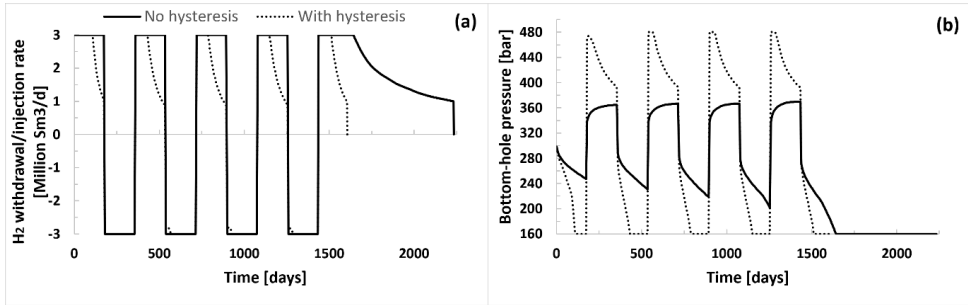 No hysteresis With hysteresis (a)
H2 withdrawal/injection rate
[Million Sm3/d]
3
2
1
0
-1
-2
-3
0 500 1000 1500 2000
Time [days]
(b)
Bottom-hole pressure [bar]
480
440
400
360
320
280
240
200
160
0 500 1000 1500 2000
Time [days]